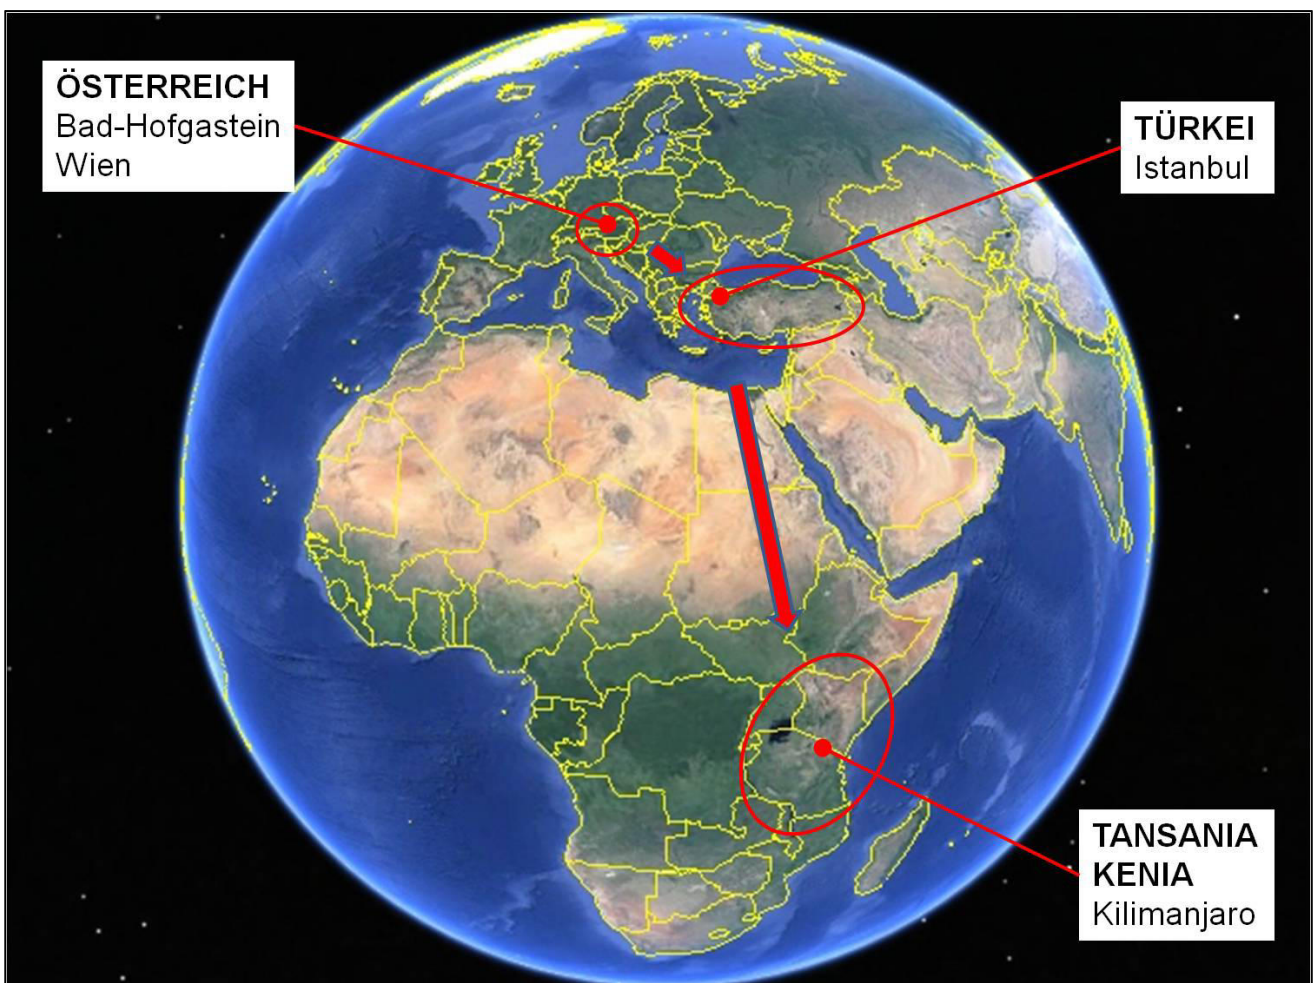 ÖSTERREICH
Bad-Hofgastein
Wien
TÜRKEI
Istanbul
TANSANIA
KENIA
Kilimanjaro